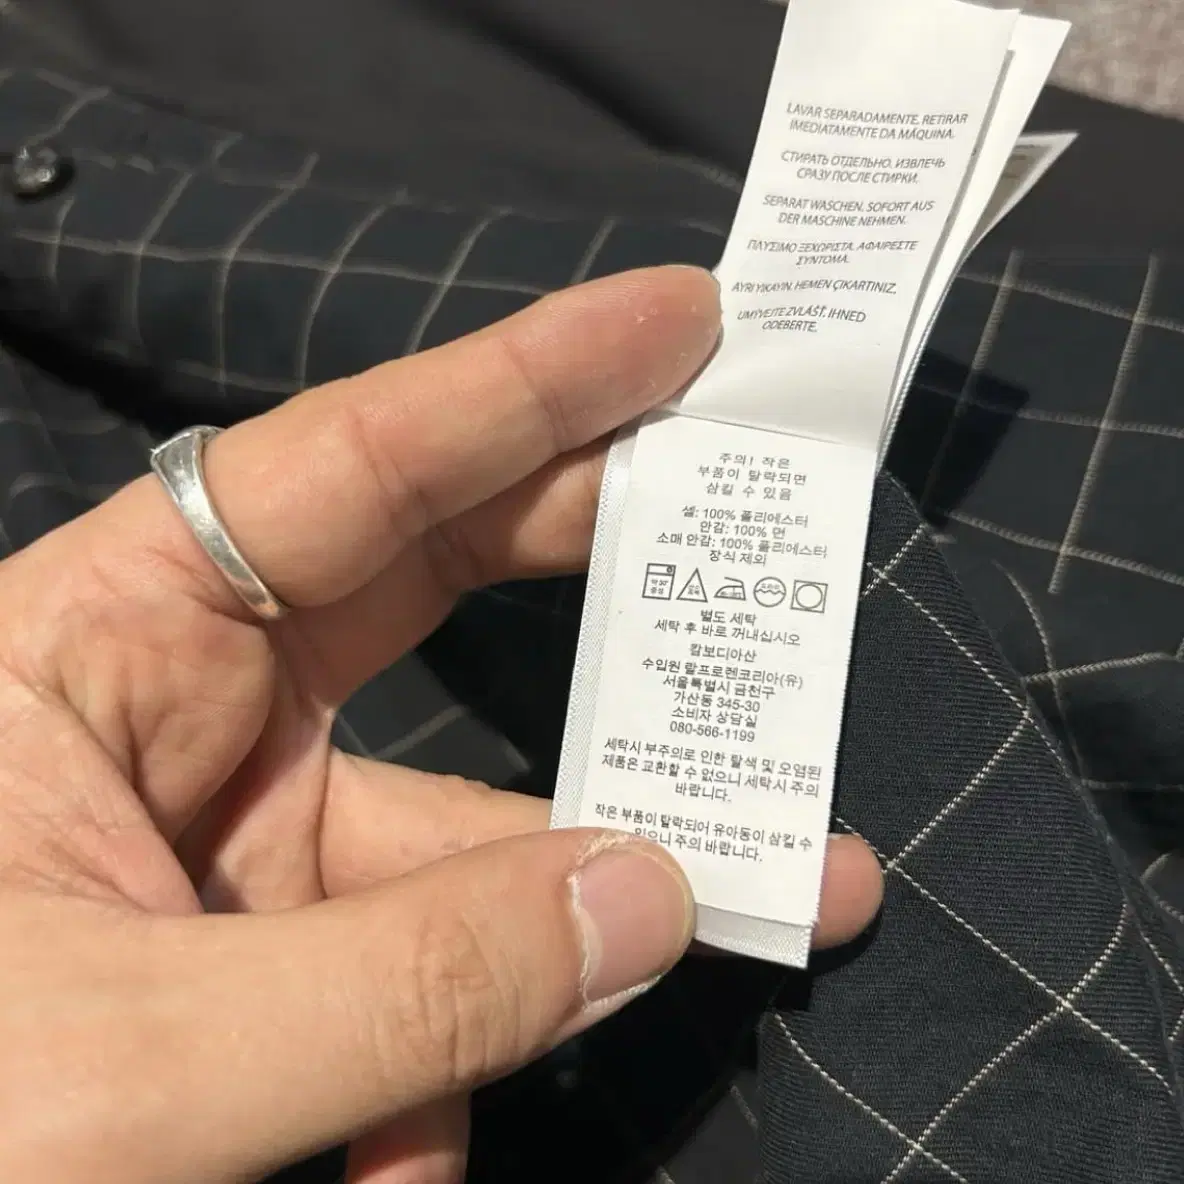 LAVAR SEPARADAMENTE. RETIRAR
IMEDIATAMENTE DA MÁQUINA.
СТИРАТЬ ОТДЕЛЬНО. ИЗВЛЕЧЬ
СРАЗУ ПОСЛЕ СТИРКИ.
SEPARAT WASCHEN. SOFORT AUS
DER MASCHINE NEHMEN.
ΠΛΥΣΙΜΟ ΞΕΧΩΡΙΣΤΑ. ΑΦΑΙΡΕΣΤΕ
ΣΥΝΤΟΜΑ.
AYRI YIKAYIN. HEMEN ÇIKARTINIZ.
UMÝVEJTE ZVLÁŠŤ. IHNED
ODEBERTE.
주의! 작은
부품이 탈락되면
삼킬 수 있음
셀: 100% 폴리에스터
안감: 100% 면
소매 안감: 100% 폴리에스터
장식 제외
약 30°
중성
드라이
별도 세탁
세탁 후 바로 꺼내십시오
캄보디아산
수입원 랄프로렌코리아(유)
서울특별시 금천구
가산동 345-30
소비자 상담실
080-566-1199
세탁시 부주의로 인한 탈색 및 오염된
제품은 교환할 수 없으니 세탁시 주의
바랍니다.
작은 부품이 탈락되어 유아동이 삼킬 수
있으니 주의 바랍니다.